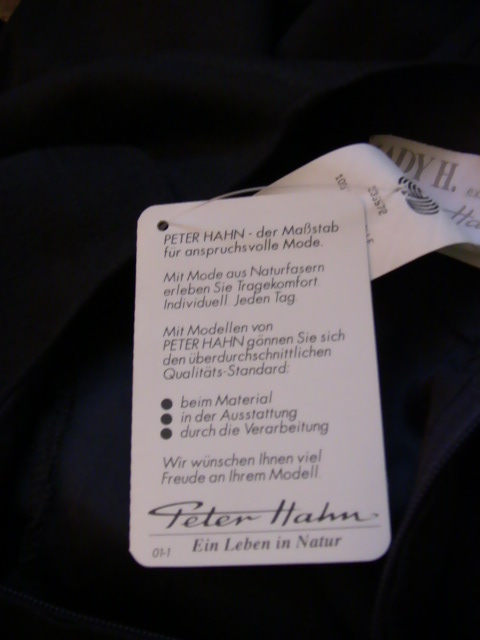 LADY H.
PETER HAHN - der Maßstab
für anspruchsvolle Mode.
Mit Mode aus Naturfasern
erleben Sie Tragekomfort.
Individuell. Jeden Tag.
Mit Modellen von
PETER HAHN gönnen Sie sich
den überdurchschnittlichen
Qualitäts-Standard:
● beim Material
● in der Ausstattung
● durch die Verarbeitung
Wir wünschen Ihnen viel
Freude an Ihrem Modell.
Peter Hahn
01-1 Ein Leben in Natur